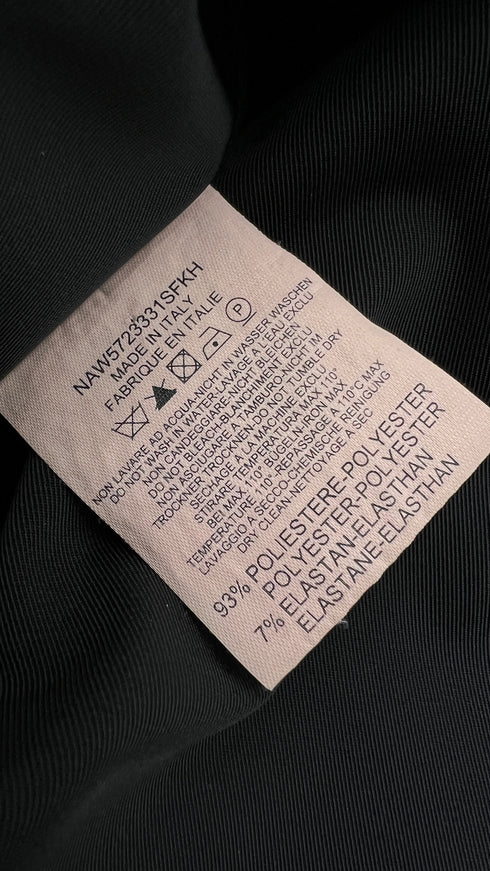 NAW5723331SFKH
MADE IN ITALY
FABRIQUE EN ITALIE
P
NON LAVARE AD ACQUA-NICHT IN WASSER WASCHEN
DO NOT WASH IN WATER-LAVAGE A L'EAU EXCLU
NON CANDEGGIARE-NICHT BLEICHEN
DO NOT BLEACH-BLANCHIMENT EXCLU
NON ASCIUGARE A TAMBURO-NICHT IM
TROCKNER TROCKNEN-DO NOT TUMBLE DRY
SECHAGE A LA MACHINE EXCLU
STIRARE TEMPERATURA MAX 110°
BEI MAX 110° BUGELN-IRON MAX
TEMPERATURE 110° REPASSAGE A 110°C MAX
LAVAGGIO A SECCO-CHEMISCHE REINIGUNG
DRY CLEAN-NETTOYAGE A SEC
93% POLIESTERE-POLYESTER
POLYESTER-POLYESTER
7% ELASTAN-ELASTHAN
ELASTANE-ELASTHAN